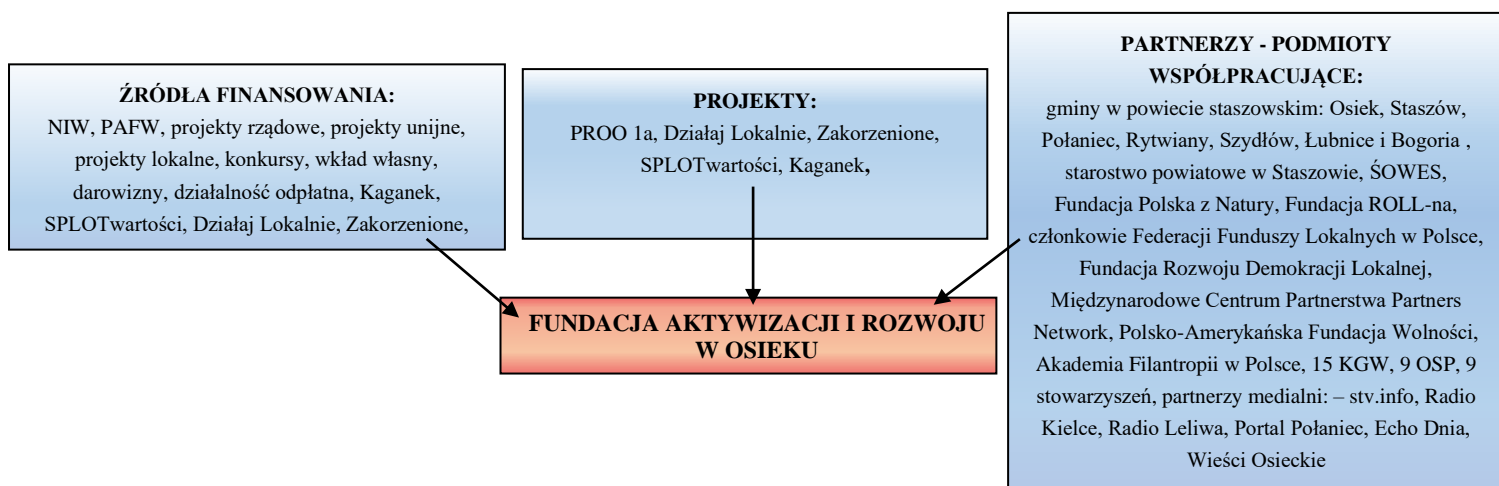 ŹRÓDŁA FINANSOWANIA:
NIW, PAFW, projekty rządowe, projekty unijne,
projekty lokalne, konkursy, wkład własny,
darowizny, działalność odpłatna, Kaganek,
SPLOTwartości, Działaj Lokalnie, Zakorzenione,
PROJEKTY:
PROO 1a, Działaj Lokalnie, Zakorzenione,
SPLOTwartości, Kaganek,
PARTNERZY - PODMIOTY
WSPÓŁPRACUJĄCE:
gminy w powiecie staszowskim: Osiek, Staszów,
Połaniec, Rytwiany, Szydłów, Łubnice i Bogoria ,
starostwo powiatowe w Staszowie, ŚOWES,
Fundacja Polska z Natury, Fundacja ROLL-na,
członkowie Federacji Funduszy Lokalnych w Polsce,
Fundacja Rozwoju Demokracji Lokalnej,
Międzynarodowe Centrum Partnerstwa Partners
Network, Polsko-Amerykańska Fundacja Wolności,
Akademia Filantropii w Polsce, 15 KGW, 9 OSP, 9
stowarzyszeń, partnerzy medialni: – stv.info, Radio
Kielce, Radio Leliwa, Portal Połaniec, Echo Dnia,
Wieści Osieckie
FUNDACJA AKTYWIZACJI I ROZWOJU
W OSIEKU